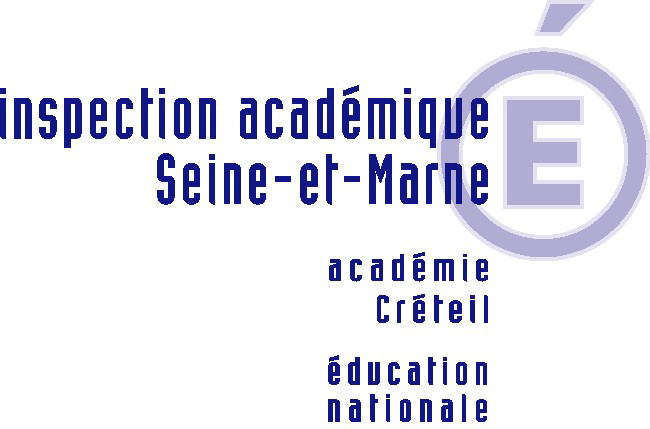 inspection académique
Seine-et-Marne
É
académie
Créteil
éducation
nationale